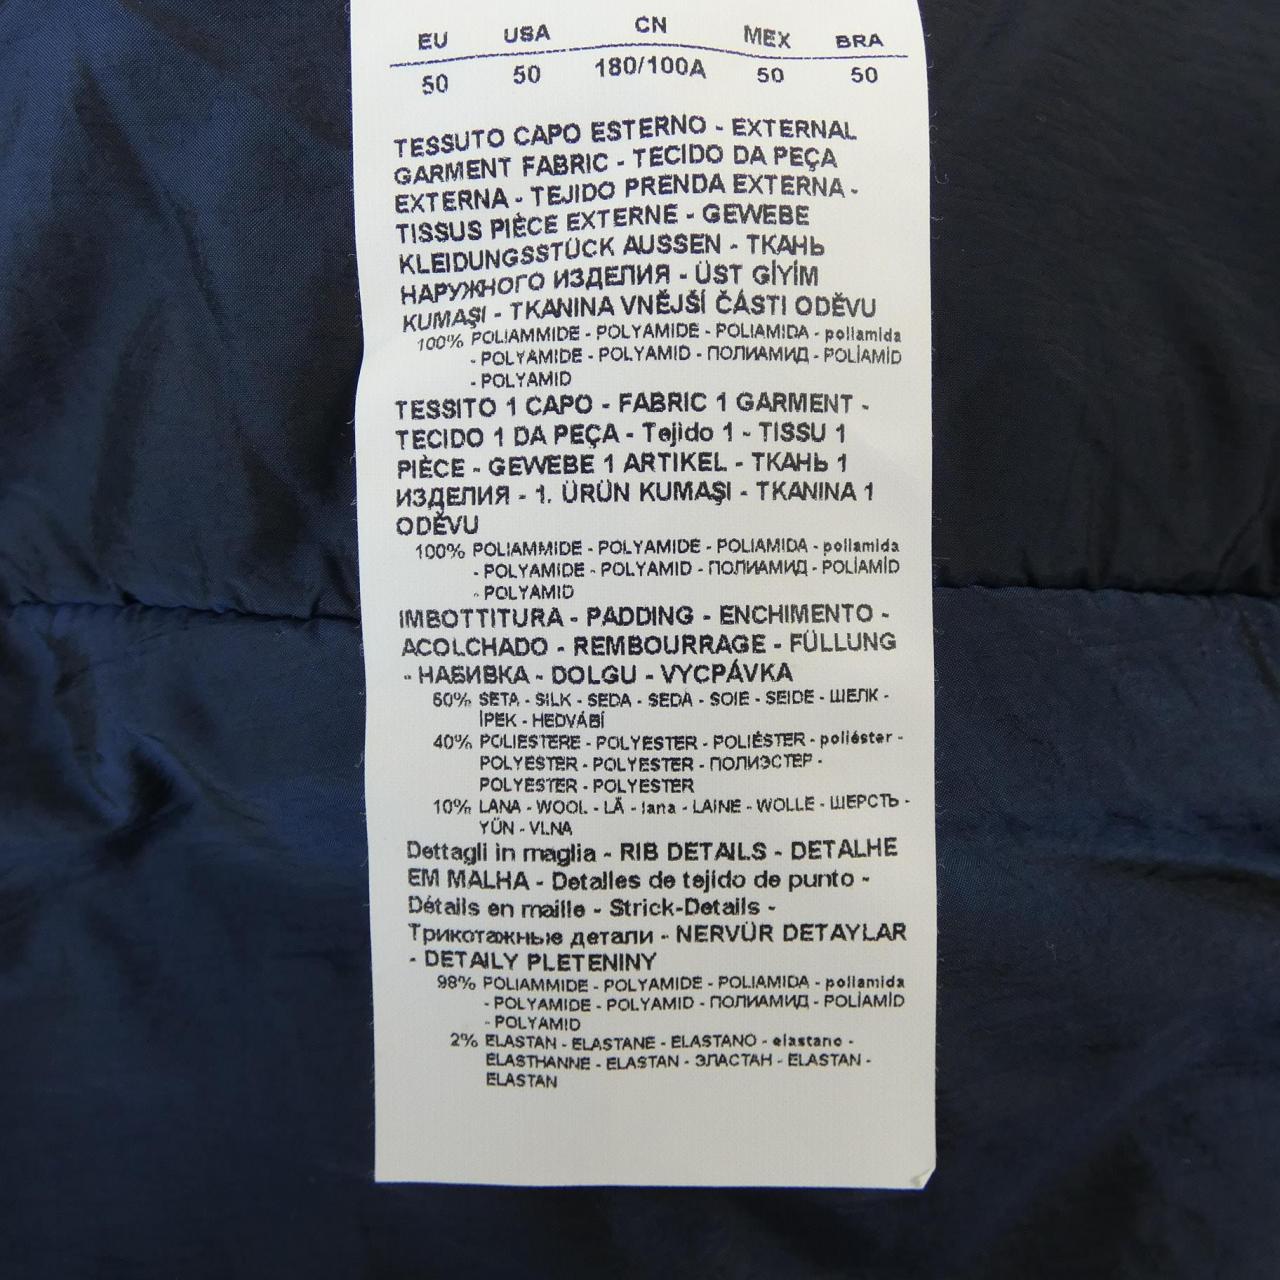 EU USA CN MEX BRA
50 50 180/100A 50 50
TESSUTO CAPO ESTERNO - EXTERNAL
GARMENT FABRIC - TECIDO DA PEÇA
EXTERNA - TEJIDO PRENDA EXTERNA -
TISSUS PIÈCE EXTERNE - GEWEBE
KLEIDUNGSSTÜCK AUSSEN - ТКАНЬ
НАРУЖНОГО ИЗДЕЛИЯ - ÜST GİYİM
KUMAŞI - TKANINA VNĚJŠÍ ČÁSTI ODĚVU
100% POLIAMMIDE - POLYAMIDE - POLIAMIDA - poliamida
- POLYAMIDE - POLYAMID - ПОЛИАМИД - POLİAMİD
- POLYAMID
TESSITO 1 CAPO - FABRIC 1 GARMENT -
TECIDO 1 DA PEÇA - Tejido 1 - TISSU 1
PIÈCE - GEWEBE 1 ARTIKEL - ТКАНЬ 1
ИЗДЕЛИЯ - 1. ÜRÜN KUMAŞI - TKANINA 1
ODĚVU
100% POLIAMMIDE - POLYAMIDE - POLIAMIDA - poliamida
- POLYAMIDE - POLYAMID - ПОЛИАМИД - POLİAMİD
- POLYAMID
IMBOTTITURA - PADDING - ENCHIMENTO -
ACOLCHADO - REMBOURRAGE - FÜLLUNG
- НАБИВКА - DOLGU - VYCPÁVKA
50% SETA - SILK - SEDA - SEDA - SOIE - SEIDE - ШЕЛК -
İPEK - HEDVÁBÍ
40% POLIESTERE - POLYESTER - POLIÉSTER - poliéster -
POLYESTER - POLYESTER - ПОЛИЭСТЕР -
POLYESTER - POLYESTER
10% LANA - WOOL - LÃ - lana - LAINE - WOLLE - ШЕРСТЬ -
YÜN - VLNA
Dettagli in maglia - RIB DETAILS - DETALHE
EM MALHA - Detalles de tejido de punto -
Détails en maille - Strick-Details -
Трикотажные детали - NERVÜR DETAYLAR
- DETAILY PLETENINY
98% POLIAMMIDE - POLYAMIDE - POLIAMIDA - poliamida
- POLYAMIDE - POLYAMID - ПОЛИАМИД - POLİAMİD
- POLYAMID
2% ELASTAN - ELASTANE - ELASTANO - elastano -
ELASTHANNE - ELASTAN - ЭЛАСТАН - ELASTAN -
ELASTAN